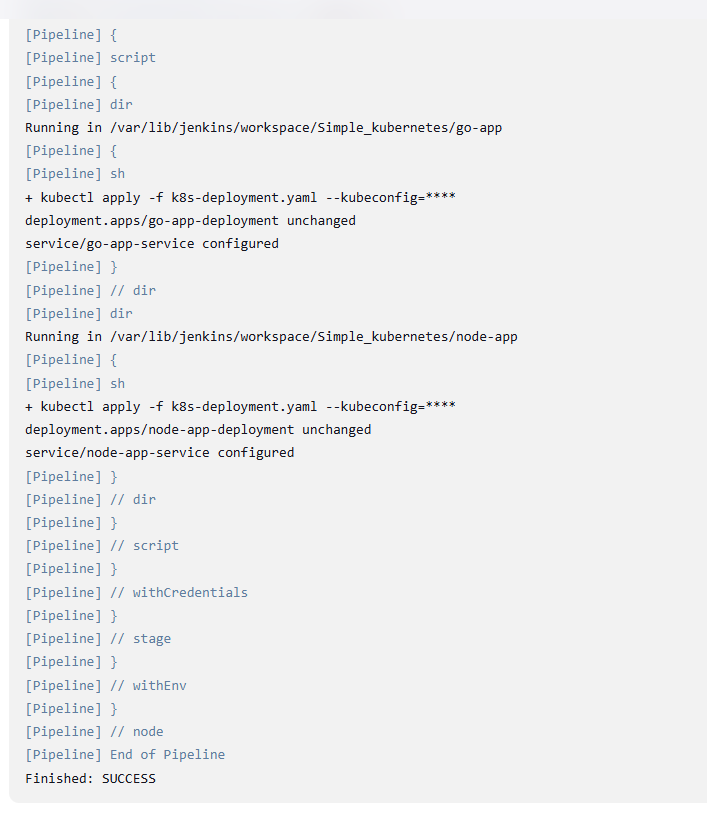 [Pipeline] {
[Pipeline] script
[Pipeline] {
[Pipeline] dir
Running in /var/lib/jenkins/workspace/Simple_kubernetes/go-app
[Pipeline] {
[Pipeline] sh
+ kubectl apply -f k8s-deployment.yaml --kubeconfig=****
deployment.apps/go-app-deployment unchanged
service/go-app-service configured
[Pipeline] }
[Pipeline] // dir
[Pipeline] dir
Running in /var/lib/jenkins/workspace/Simple_kubernetes/node-app
[Pipeline] {
[Pipeline] sh
+ kubectl apply -f k8s-deployment.yaml --kubeconfig=****
deployment.apps/node-app-deployment unchanged
service/node-app-service configured
[Pipeline] }
[Pipeline] // dir
[Pipeline] }
[Pipeline] // script
[Pipeline] }
[Pipeline] // withCredentials
[Pipeline] }
[Pipeline] // stage
[Pipeline] }
[Pipeline] // withEnv
[Pipeline] }
[Pipeline] // node
[Pipeline] End of Pipeline
Finished: SUCCESS